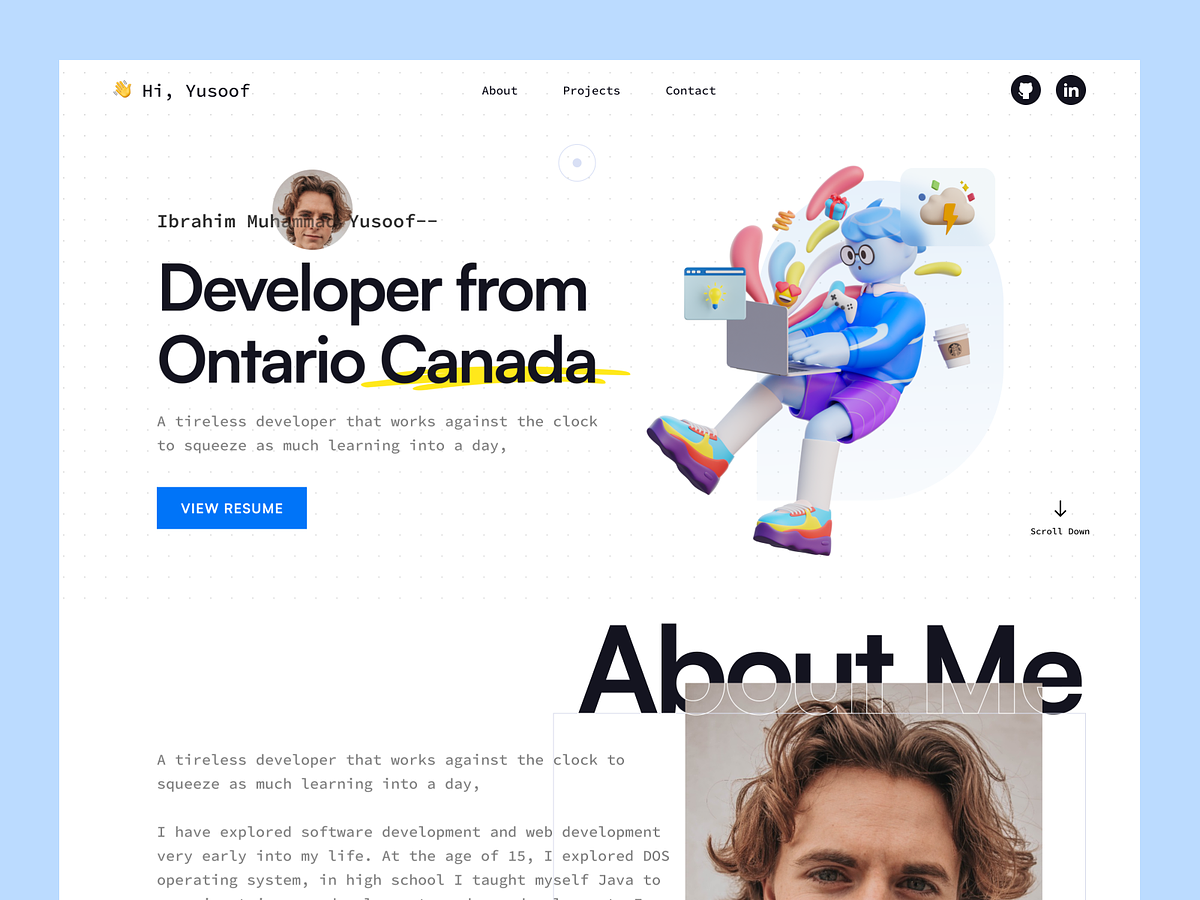 Hi, Yusoof
About
Projects
Contact
in
Ibrahim Muhammad Yusoof--
Developer from
Ontario Canada
A tireless developer that works against the clock
to squeeze as much learning into a day,
VIEW RESUME
Scroll Down
About Me
A tireless developer that works against the clock to
squeeze as much learning into a day,
I have explored software development and web development
very early into my life. At the age of 15, I explored DOS
operating system, in high school I taught myself Java to